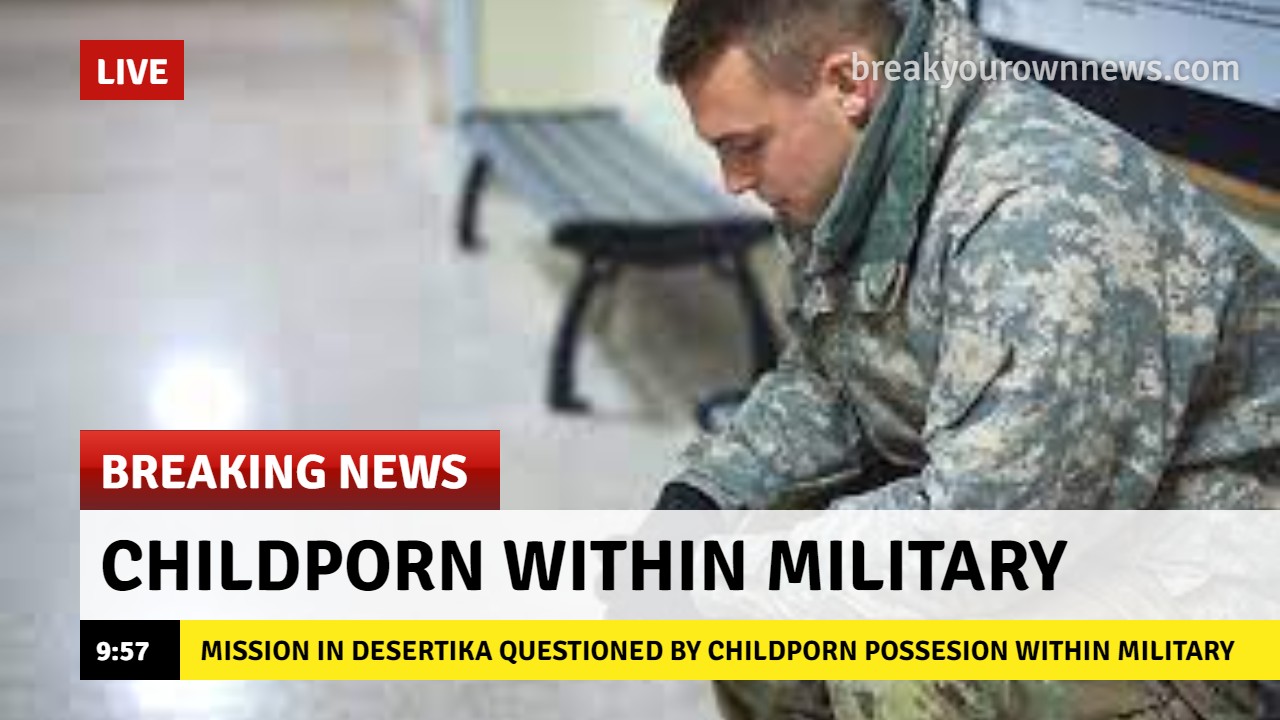 LIVE
breakyourownnews.com
BREAKING NEWS
CHILDPORN WITHIN MILITARY
9:57
MISSION IN DESERTIKA QUESTIONED BY CHILDPORN POSSESION WITHIN MILITARY